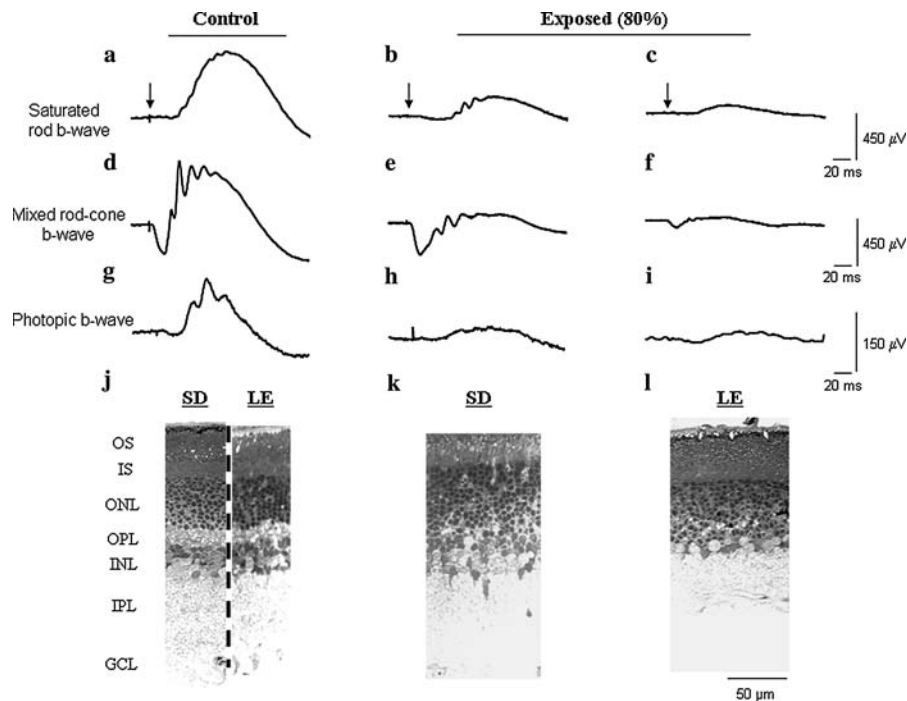 Control
Exposed (80%)
a
b
c
Saturated
rod b-wave
450 µV
20 ms
d
e
f
Mixed rod-cone
b-wave
450 µV
20 ms
g
h
i
Photopic b-wave
150 µV
20 ms
j
k
l
SD
LE
SD
LE
OS
IS
ONL
OPL
INL
IPL
GCL
50 µm